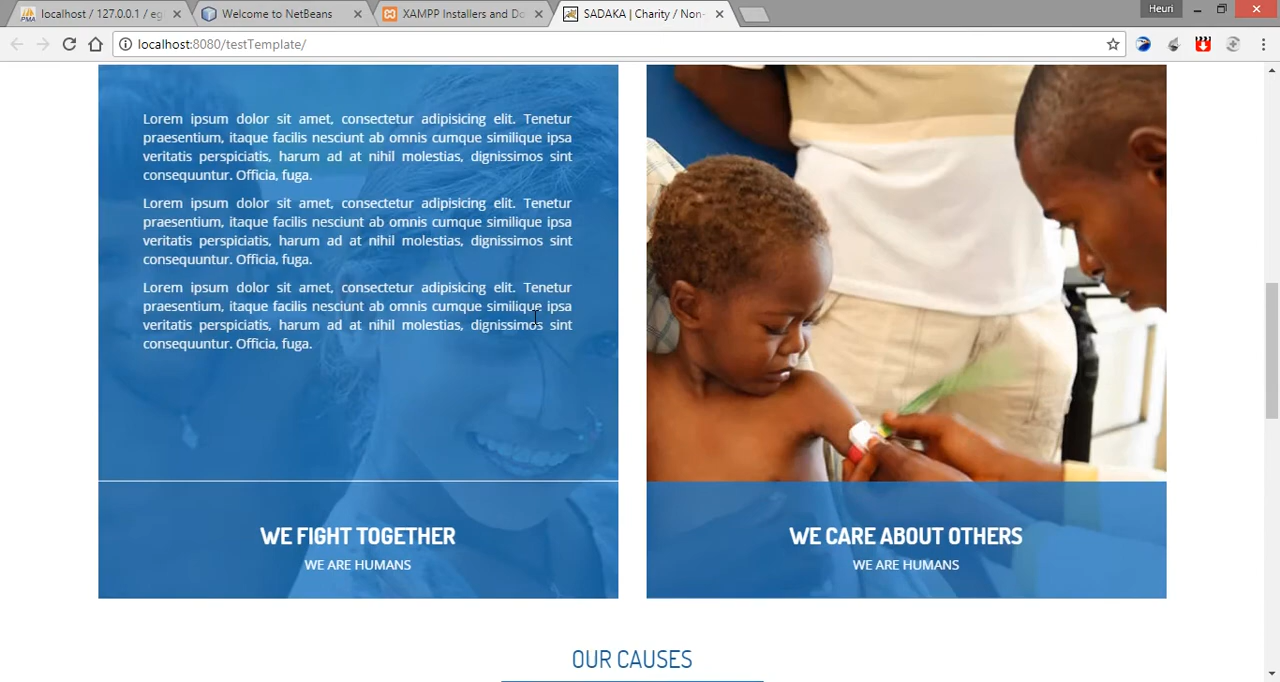 localhost / 127.0.0.1 / eg
Welcome to NetBeans
XAMPP Installers and Do
SADAKA | Charity / Non-
Heuri
localhost:8080/testTemplate/
Lorem ipsum dolor sit amet, consectetur adipisicing elit. Tenetur
praesentium, itaque facilis nesciunt ab omnis cumque similique ipsa
veritatis perspiciatis, harum ad at nihil molestias, dignissimos sint
consequuntur. Officia, fuga.
Lorem ipsum dolor sit amet, consectetur adipisicing elit. Tenetur
praesentium, itaque facilis nesciunt ab omnis cumque similique ipsa
veritatis perspiciatis, harum ad at nihil molestias, dignissimos sint
consequuntur. Officia, fuga.
Lorem ipsum dolor sit amet, consectetur adipisicing elit. Tenetur
praesentium, itaque facilis nesciunt ab omnis cumque similique ipsa
veritatis perspiciatis, harum ad at nihil molestias, dignissimos sint
consequuntur. Officia, fuga.
WE FIGHT TOGETHER
WE ARE HUMANS
WE CARE ABOUT OTHERS
WE ARE HUMANS
OUR CAUSES